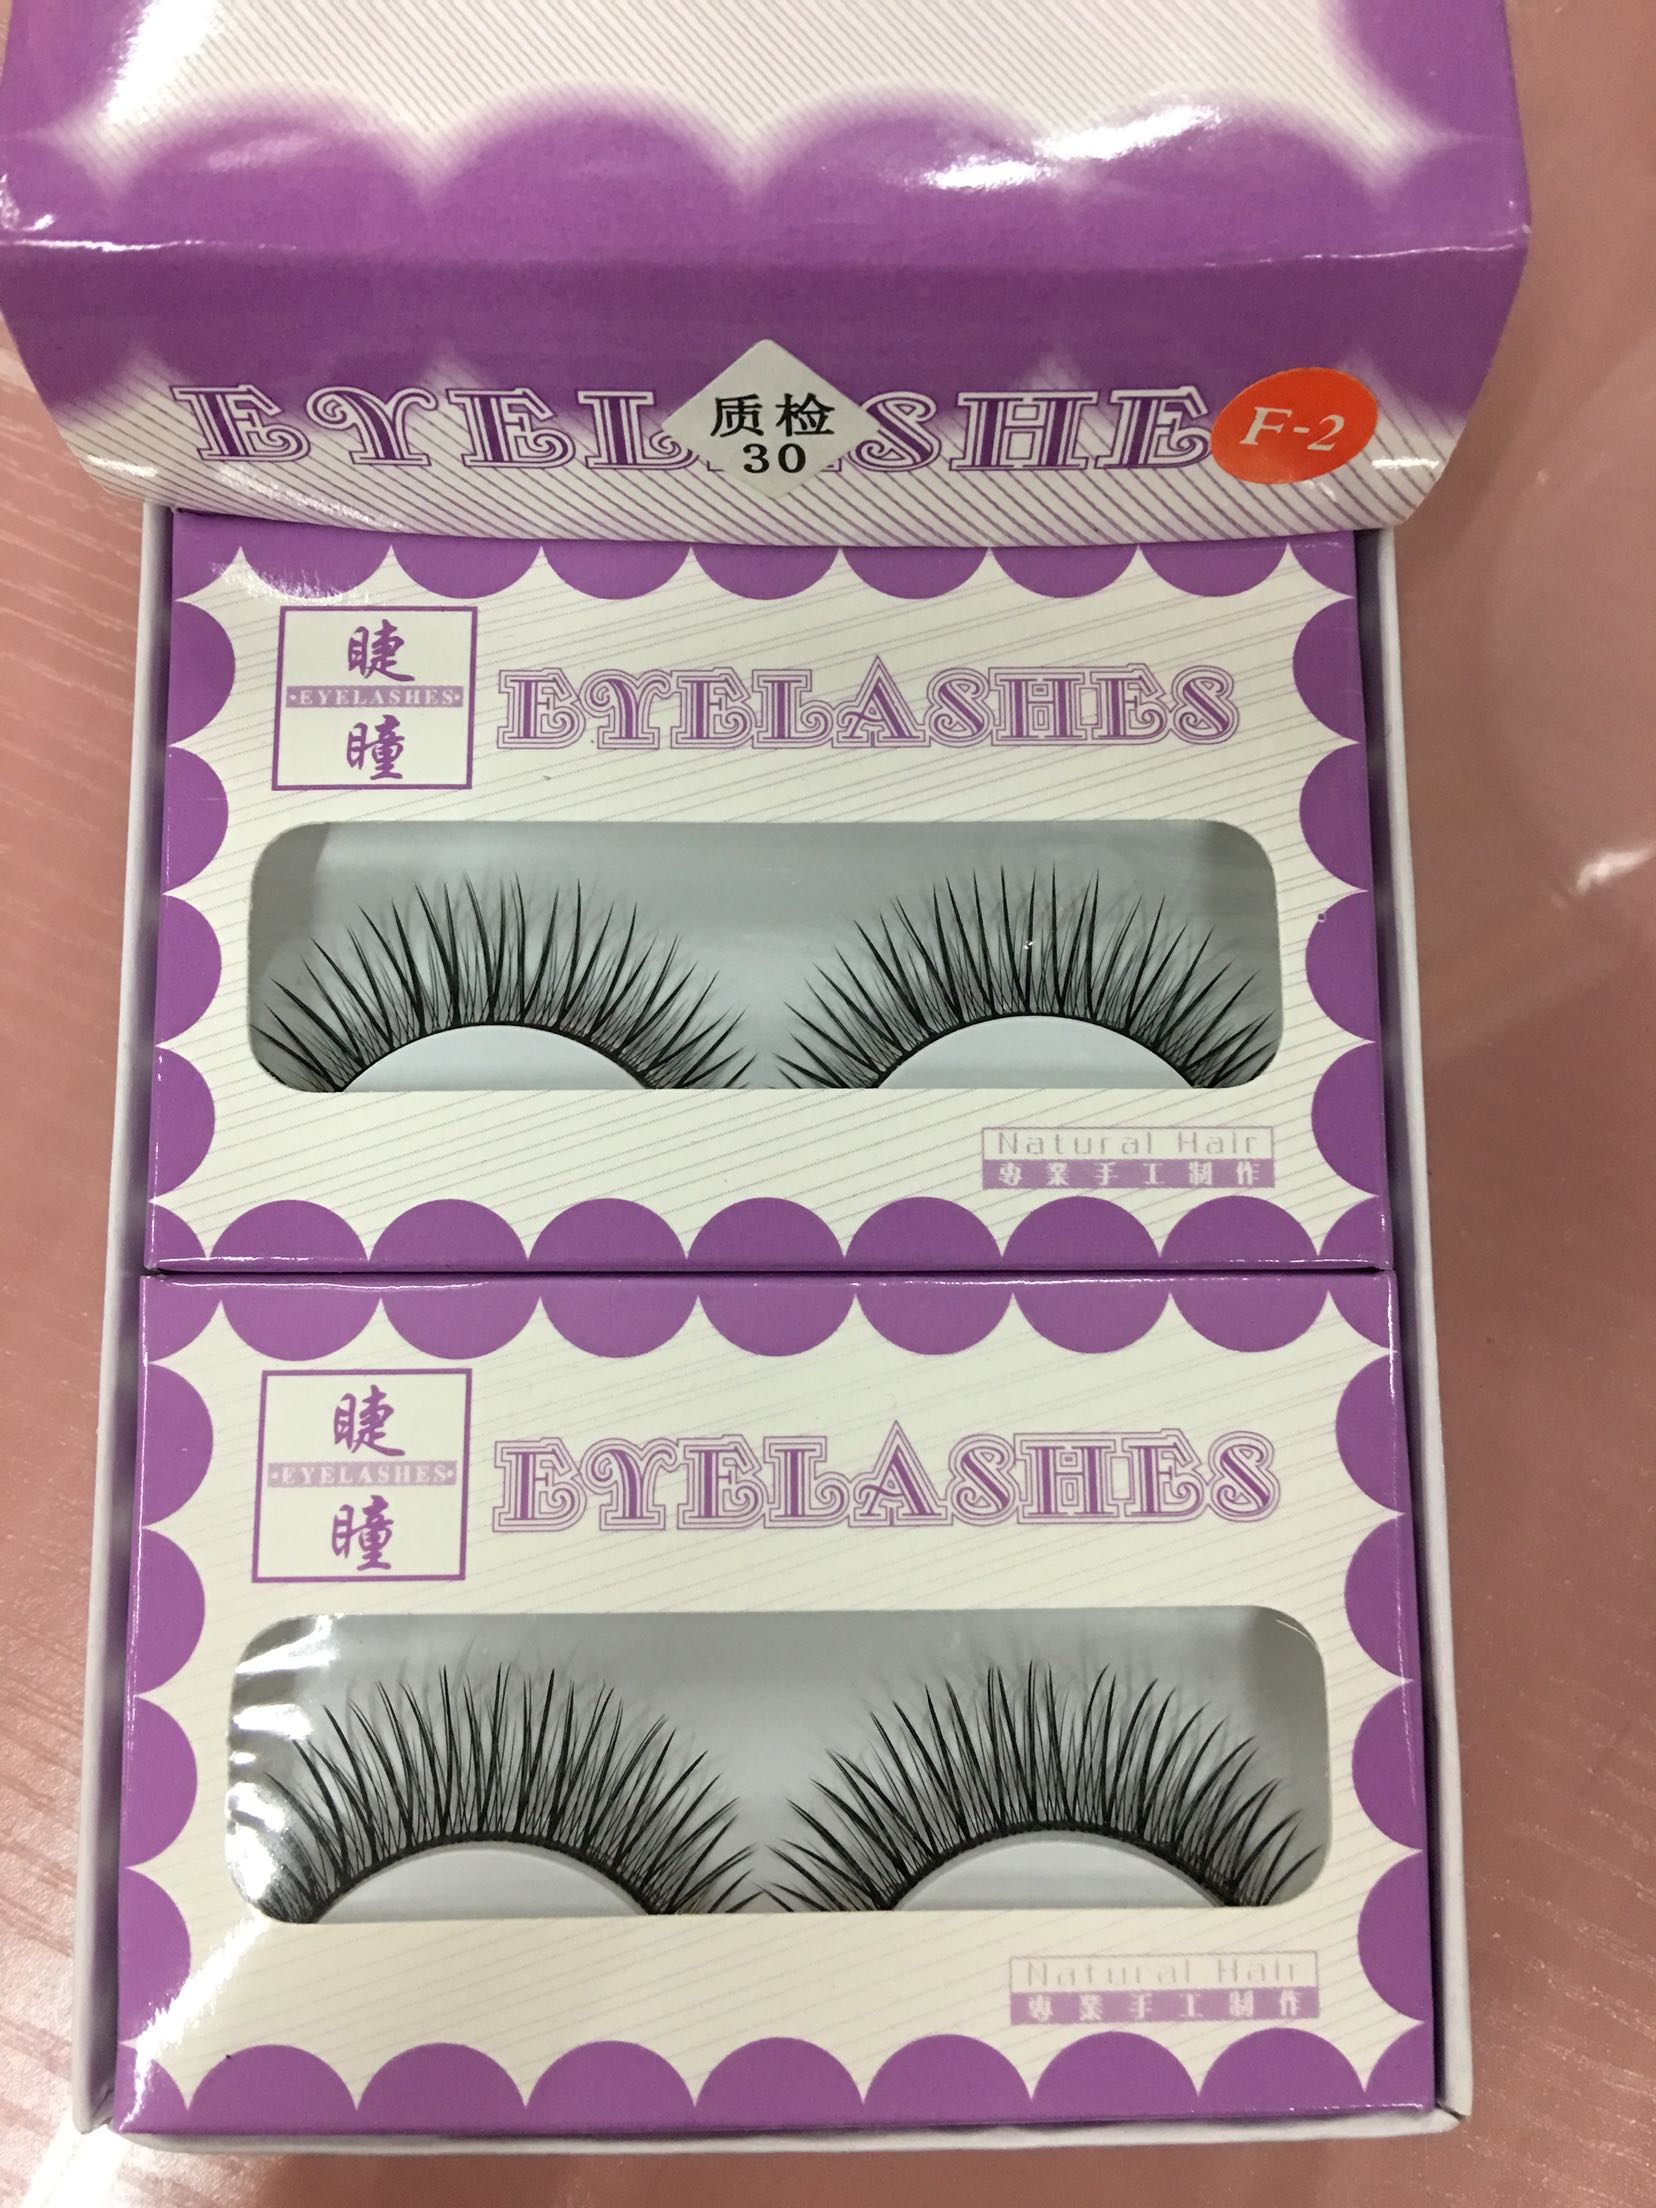 EYEL SHE
质检
30
F-2
睫
·EYELASHES·
瞳
EYELASHES
Natural Hair
專業手工制作
睫
·EYELASHES·
瞳
EYELASHES
Natural Hair
專業手工制作